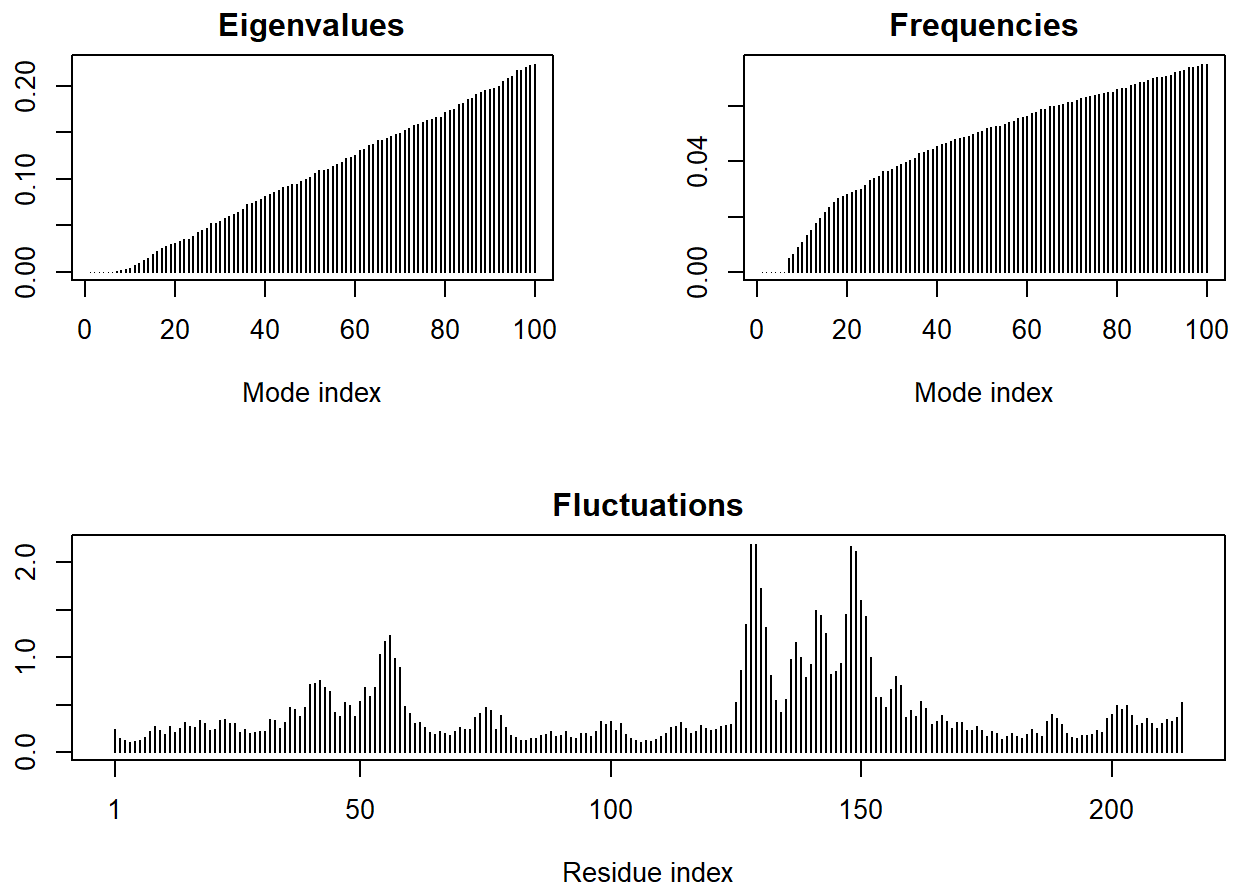 Eigenvalues
0.00 0.10 0.20
0 20 40 60 80 100
Mode index
Frequencies
0.00 0.04
0 20 40 60 80 100
Mode index
Fluctuations
0.0 1.0 2.0
1 50 100 150 200
Residue index